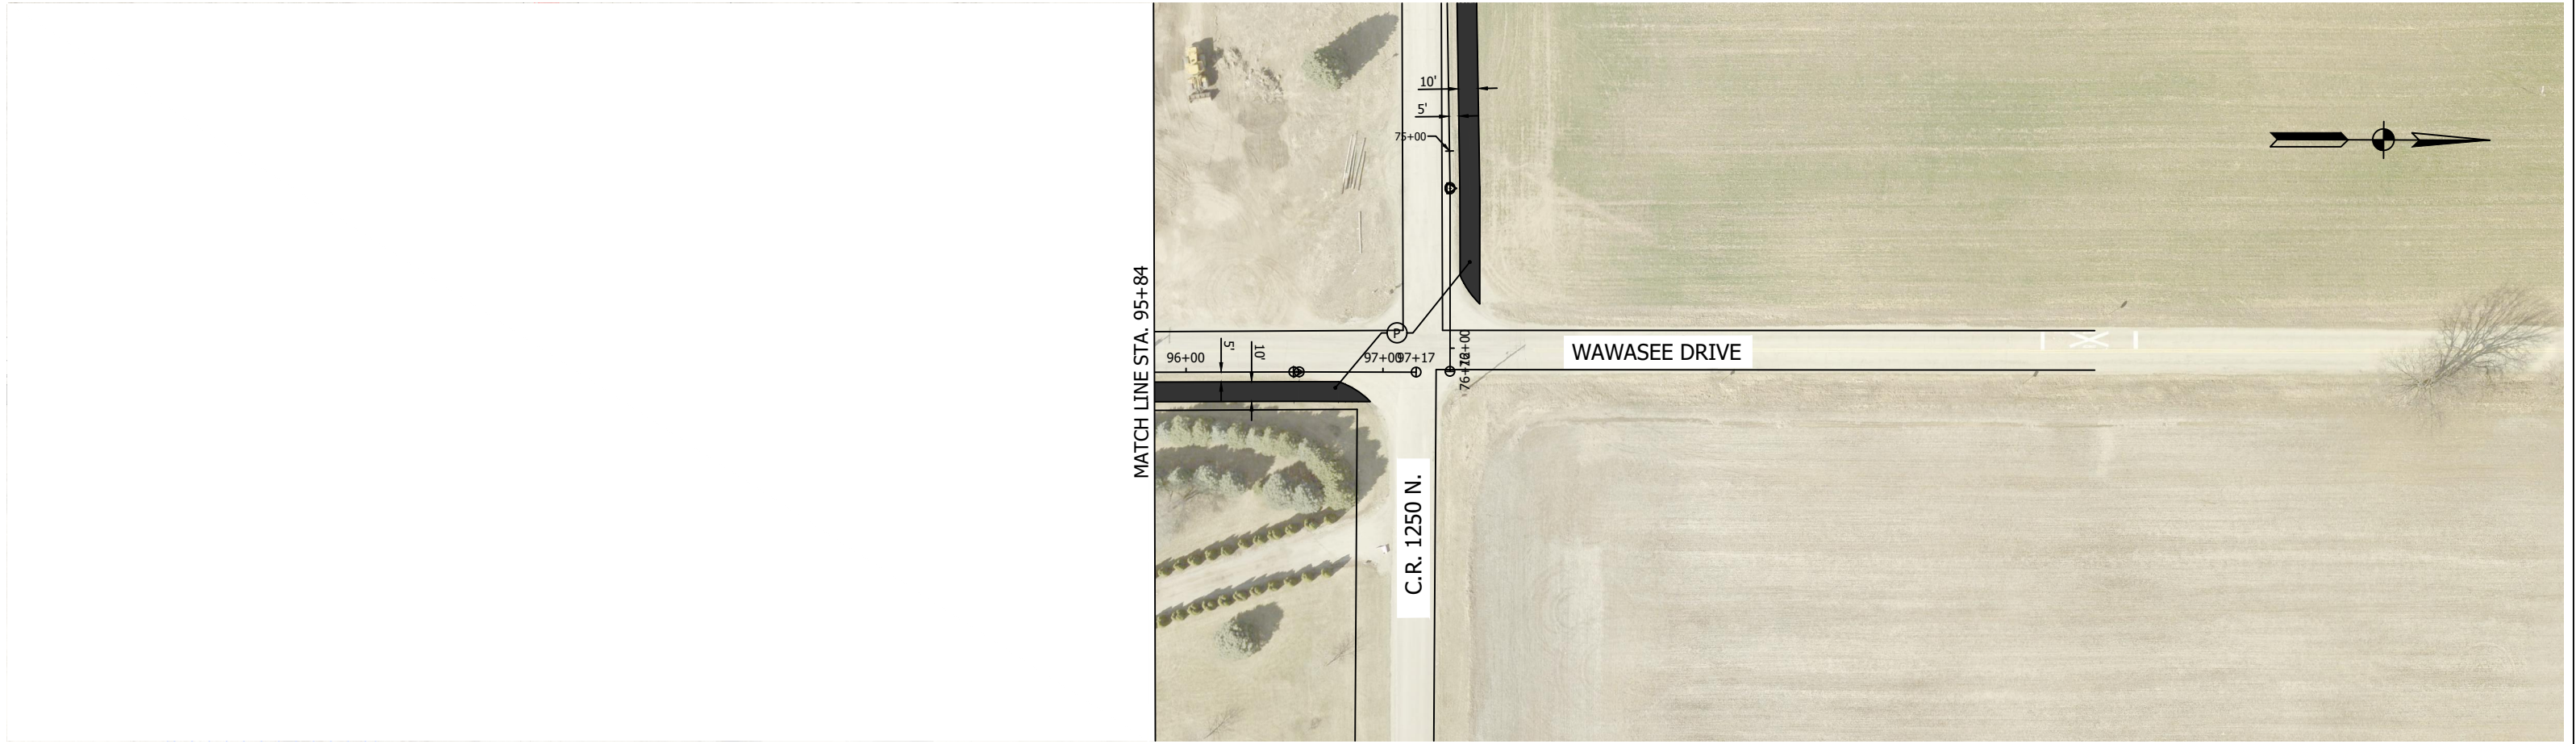 10'
5'
75+00
MATCH LINE STA. 95+84
P
96+00
5'
10'
97+00
97+17
76+00
WAWASEE DRIVE
C.R. 1250 N.